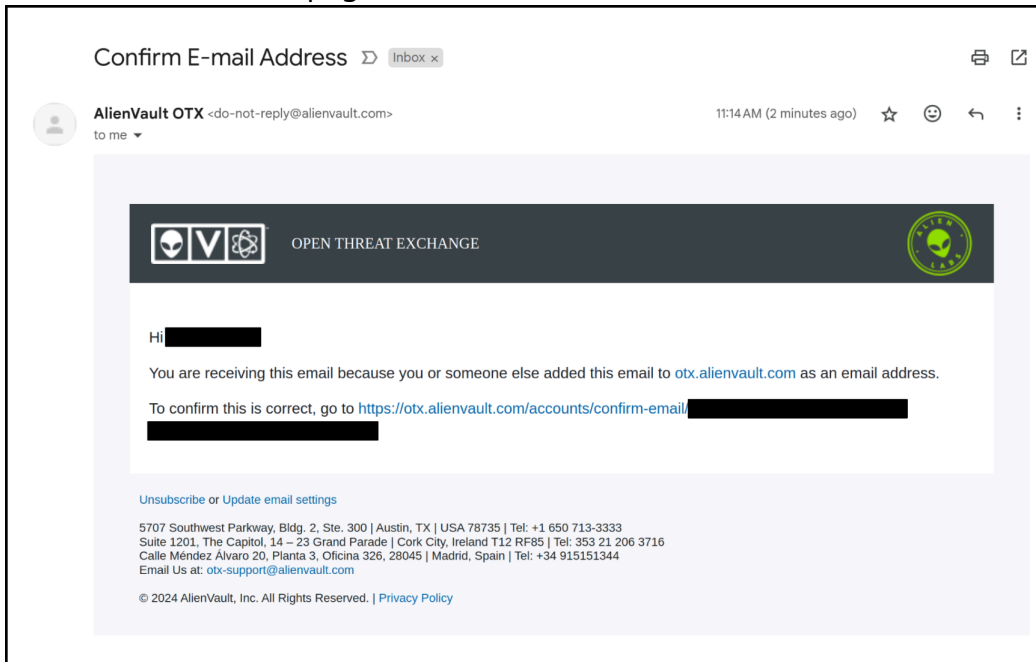 Confirm E-mail Address Inbox x
AlienVault OTX <do-not-reply@alienvault.com> 11:14 AM (2 minutes ago)
to me
OPEN THREAT EXCHANGE
ALIEN
LABS
Hi
You are receiving this email because you or someone else added this email to otx.alienvault.com as an email address.
To confirm this is correct, go to https://otx.alienvault.com/accounts/confirm-email/
Unsubscribe or Update email settings
5707 Southwest Parkway, Bldg. 2, Ste. 300 | Austin, TX | USA 78735 | Tel: +1 650 713-3333
Suite 1201, The Capitol, 14 – 23 Grand Parade | Cork City, Ireland T12 RF85 | Tel: 353 21 206 3716
Calle Méndez Álvaro 20, Planta 3, Oficina 326, 28045 | Madrid, Spain | Tel: +34 915151344
Email Us at: otx-support@alienvault.com
© 2024 AlienVault, Inc. All Rights Reserved. | Privacy Policy